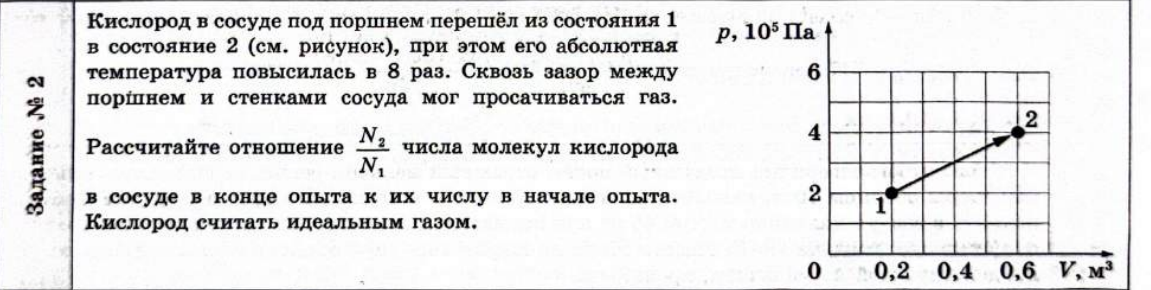 Задание № 2
Кислород в сосуде под поршнем перешёл из состояния 1
в состояние 2 (см. рисунок), при этом его абсолютная
температура повысилась в 8 раз. Сквозь зазор между
поршнем и стенками сосуда мог просачиваться газ.
Рассчитайте отношение N₂/N₁ числа молекул кислорода
в сосуде в конце опыта к их числу в начале опыта.
Кислород считать идеальным газом.
p, 10⁵ Па
6
4
2
0
1
2
0,2 0,4 0,6 V, м³